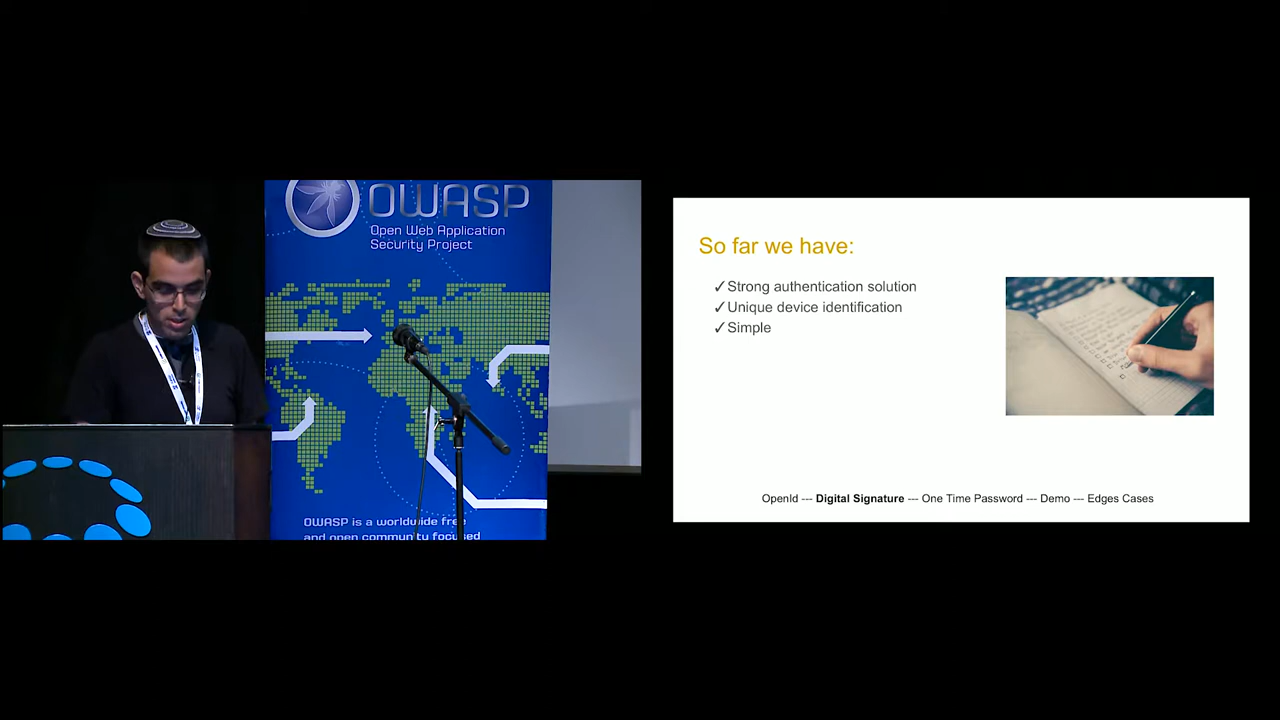 OWASP
Open Web Application
Security Project
OWASP is a worldwide free
and open community focused
So far we have:
✓Strong authentication solution
✓Unique device identification
✓Simple
OpenId --- Digital Signature --- One Time Password --- Demo --- Edges Cases